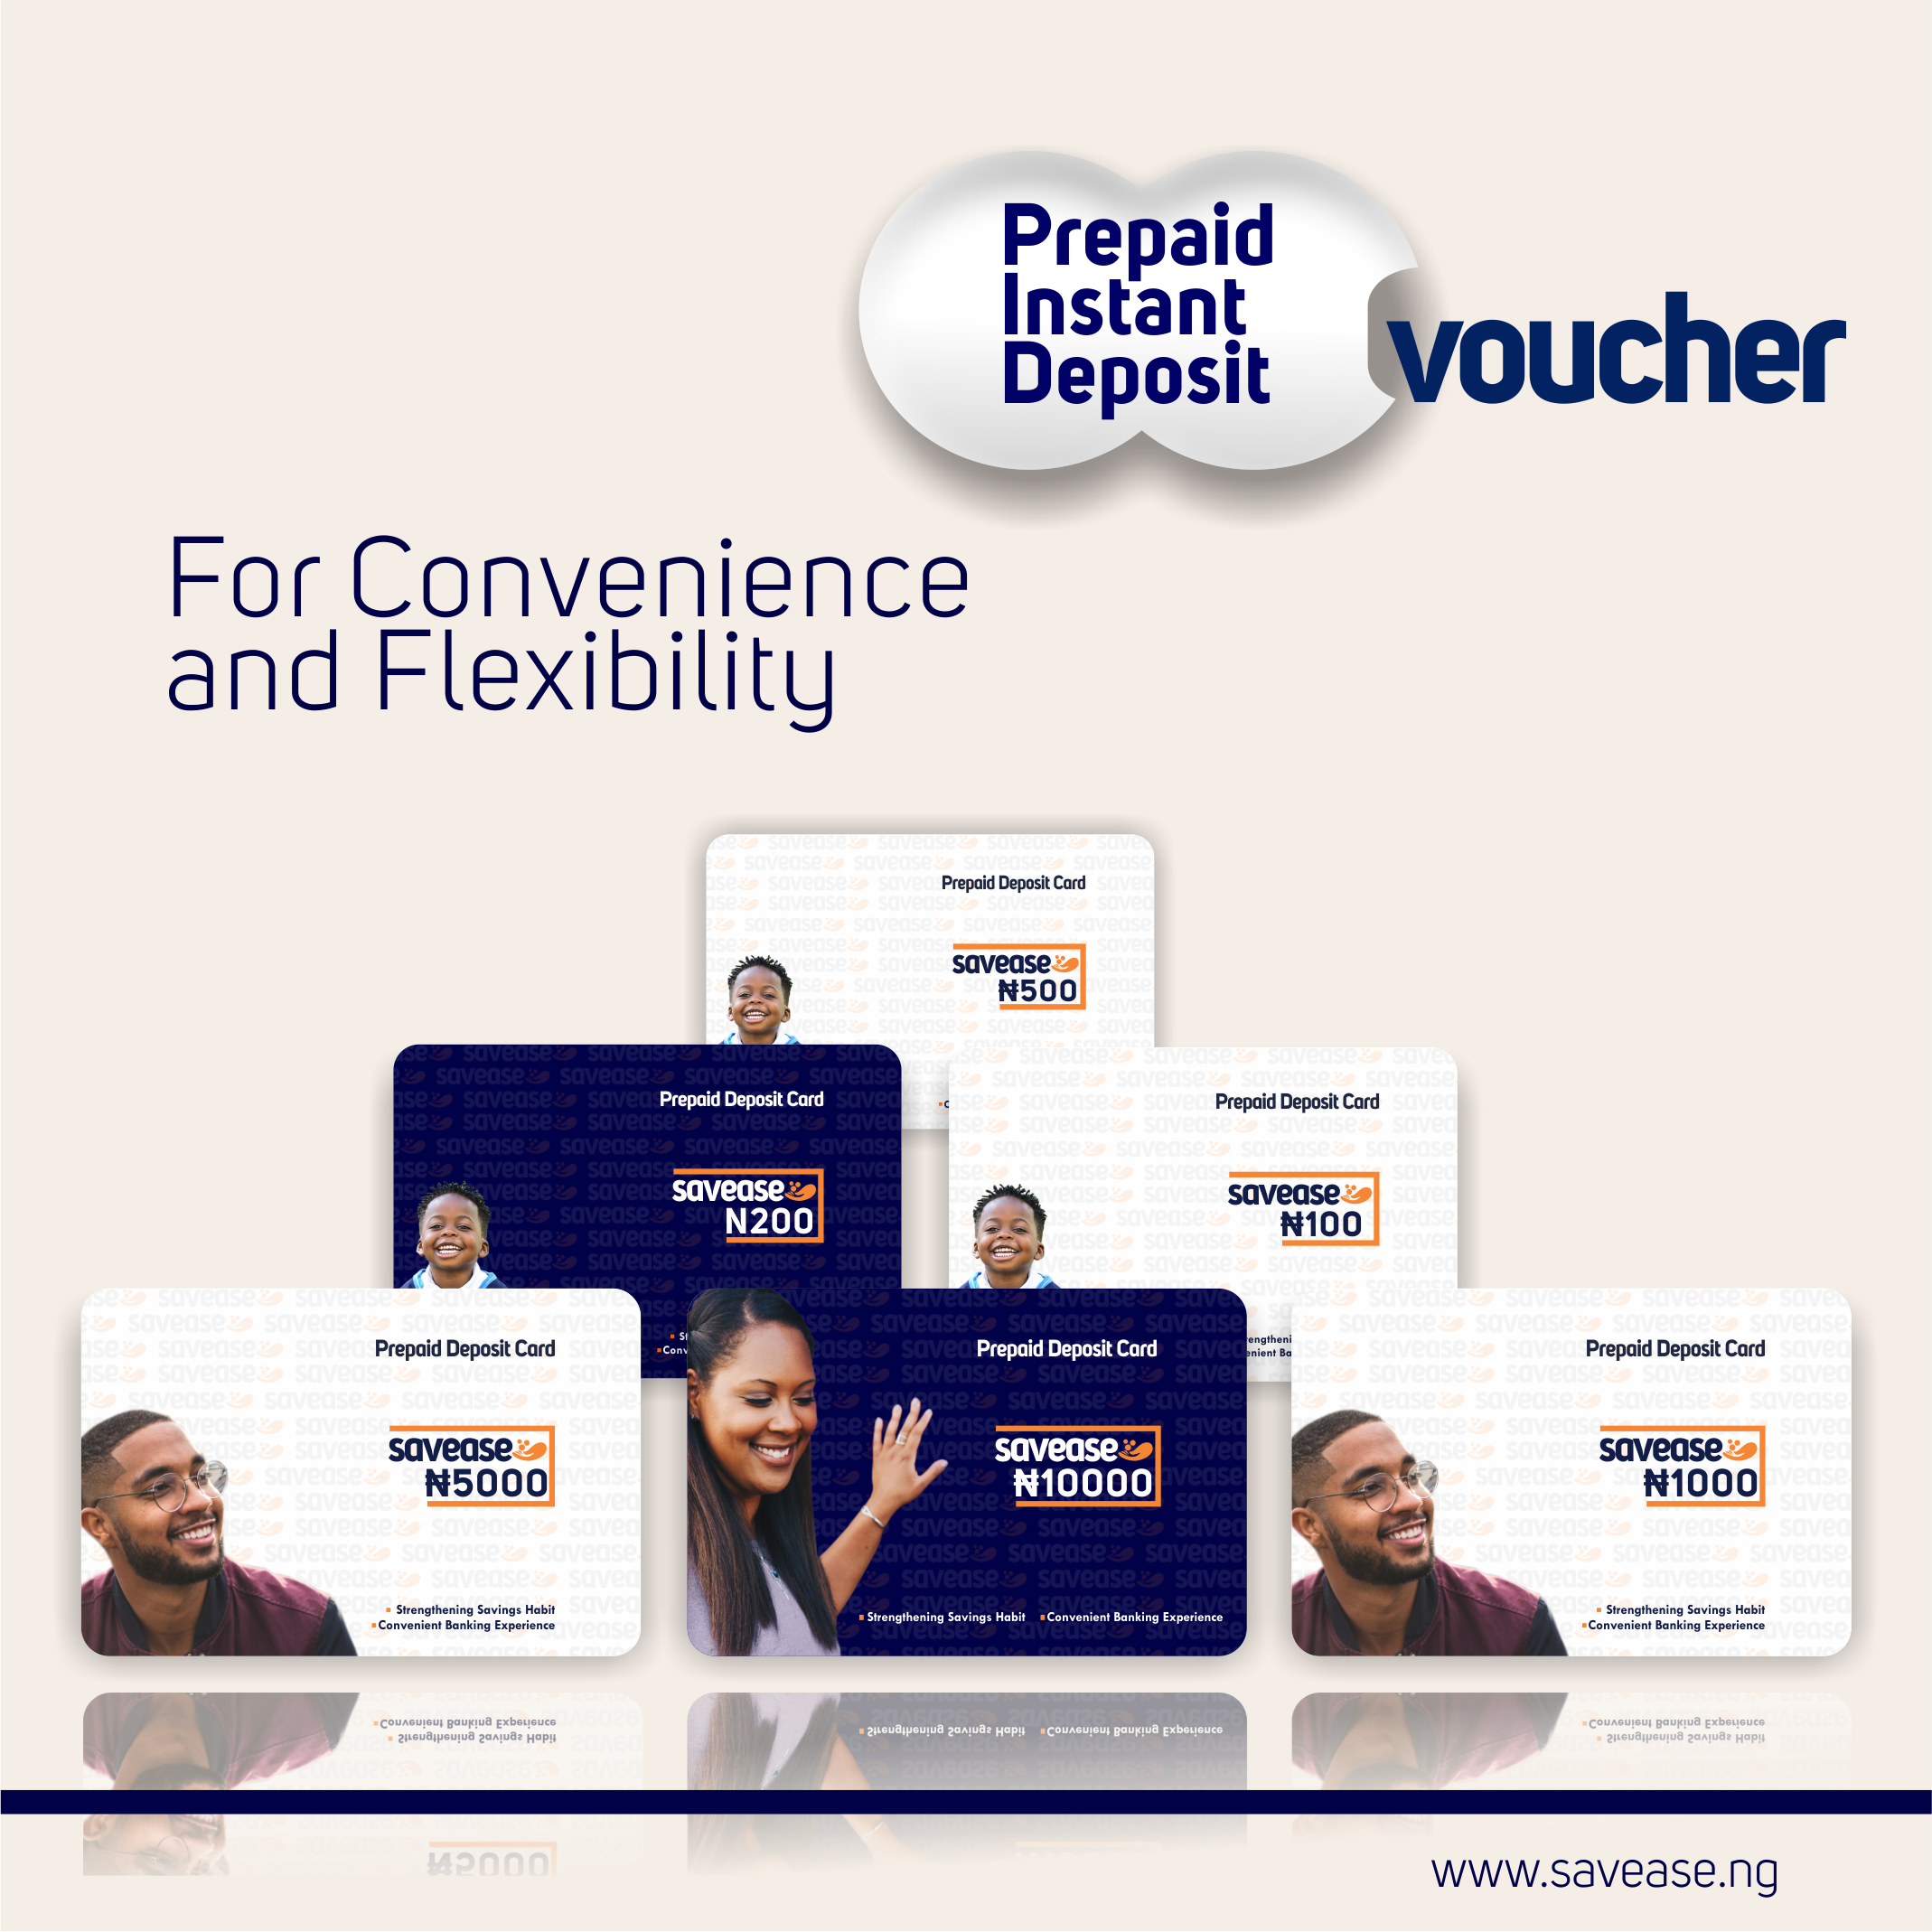 Prepaid
Instant
Deposit
voucher
For Convenience
and Flexibility
Prepaid Deposit Card
savease
₦500
Prepaid Deposit Card
savease
N200
Prepaid Deposit Card
savease
₦100
Prepaid Deposit Card
savease
₦5000
Strengthening Savings Habit
Convenient Banking Experience
Prepaid Deposit Card
savease
₦10000
Strengthening Savings Habit Convenient Banking Experience
Prepaid Deposit Card
savease
₦1000
Strengthening Savings Habit
Convenient Banking Experience
www.savease.ng